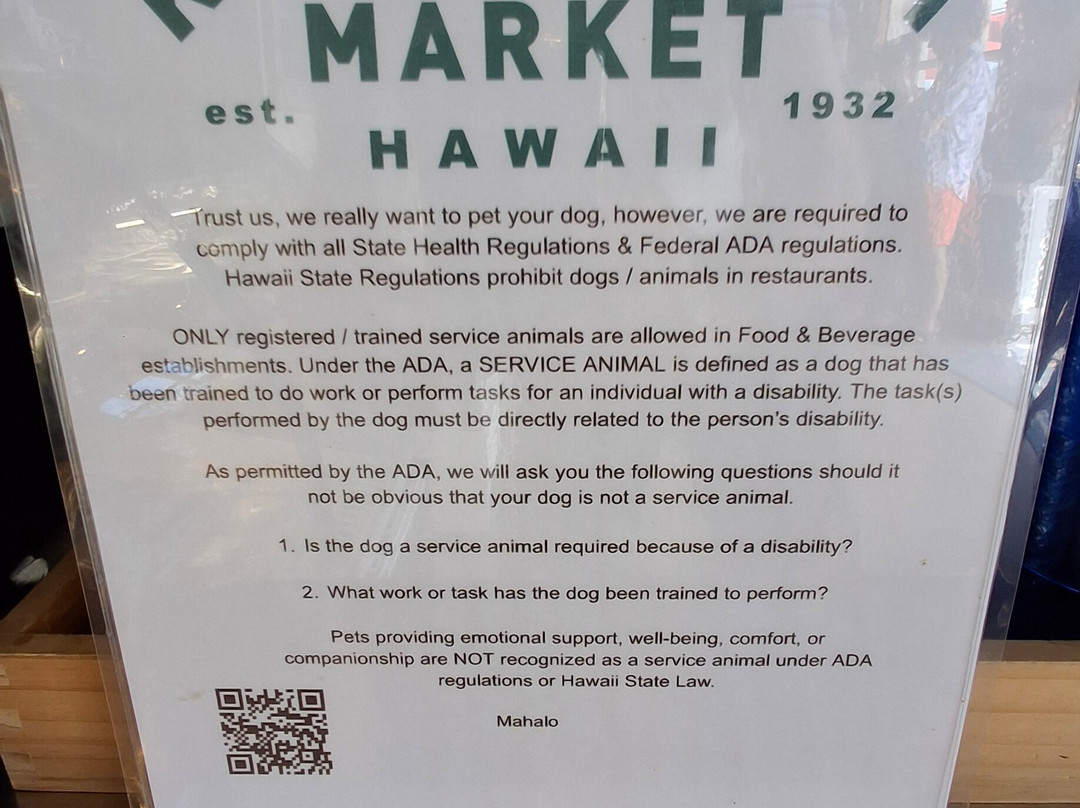 MARKET
est.
1932
HAWAII
Trust us, we really want to pet your dog, however, we are required to
comply with all State Health Regulations & Federal ADA regulations.
Hawaii State Regulations prohibit dogs / animals in restaurants.
ONLY registered / trained service animals are allowed in Food & Beverage
establishments. Under the ADA, a SERVICE ANIMAL is defined as a dog that has
been trained to do work or perform tasks for an individual with a disability. The task(s)
performed by the dog must be directly related to the person's disability.
As permitted by the ADA, we will ask you the following questions should it
not be obvious that your dog is not a service animal.
1. Is the dog a service animal required because of a disability?
2. What work or task has the dog been trained to perform?
Pets providing emotional support, well-being, comfort, or
companionship are NOT recognized as a service animal under ADA
regulations or Hawaii State Law.
Mahalo